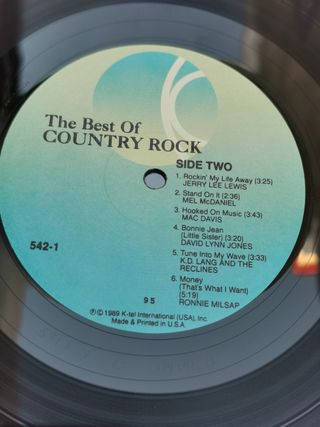 K
The Best Of
COUNTRY ROCK
SIDE TWO
1. Rockin' My Life Away (3:25)
JERRY LEE LEWIS
2. Stand On It (2:36)
MEL McDANIEL
3. Hooked On Music (3:43)
MAC DAVIS
4. Bonnie Jean
(Little Sister) (3:20)
DAVID LYNN JONES
5. Tune Into My Wave (3:33)
K.D. LANG AND THE
RECLINES
6. Money
(That's What I Want)
(5:19)
RONNIE MILSAP
542-1
95
Ⓟ©1989 K-tel International (USA), Inc.
Made & Printed in U.S.A.